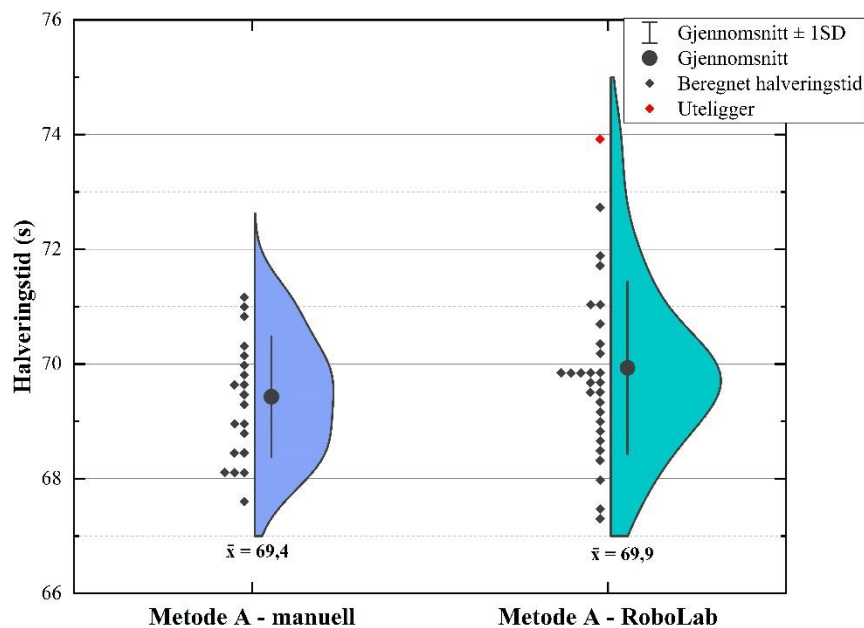 Gjennomsnitt ± 1SD
Gjennomsnitt
Beregnet halveringstid
Uteligger
Halveringstid (s)
76
74
72
70
68
66
x̄ = 69,4
x̄ = 69,9
Metode A - manuell
Metode A - RoboLab